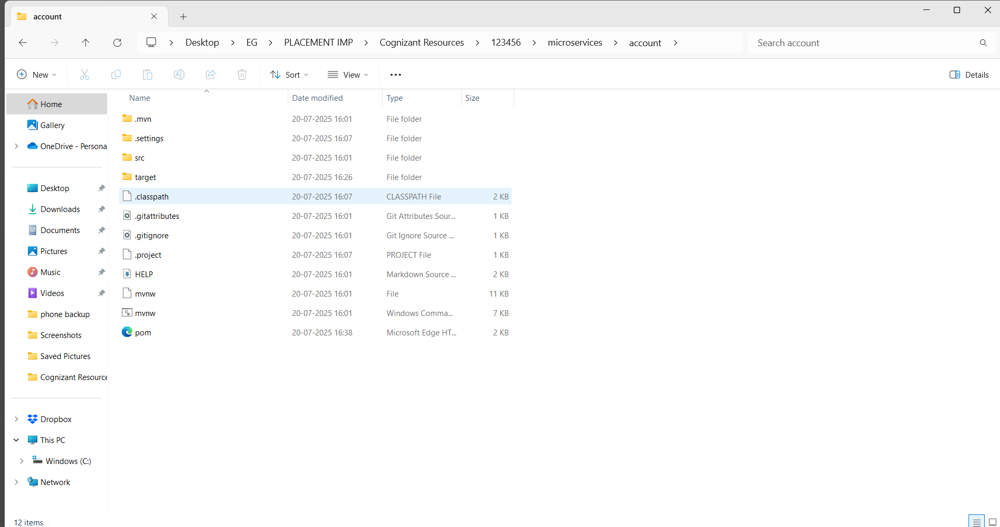 account
Desktop > EG > PLACEMENT IMP > Cognizant Resources > 123456 > microservices > account >
Search account
New
Sort
View
Details
Name Date modified Type Size
Home
Gallery
OneDrive - Persona
Desktop
Downloads
Documents
Pictures
Music
Videos
phone backup
Screenshots
Saved Pictures
Cognizant Resource
Dropbox
This PC
Windows (C:)
Network
.mvn 20-07-2025 16:01 File folder
.settings 20-07-2025 16:07 File folder
src 20-07-2025 16:01 File folder
target 20-07-2025 16:26 File folder
.classpath 20-07-2025 16:07 CLASSPATH File 2 KB
.gitattributes 20-07-2025 16:01 Git Attributes Sour... 1 KB
.gitignore 20-07-2025 16:01 Git Ignore Source ... 1 KB
.project 20-07-2025 16:07 PROJECT File 1 KB
HELP 20-07-2025 16:01 Markdown Source ... 2 KB
mvnw 20-07-2025 16:01 File 11 KB
mvnw 20-07-2025 16:01 Windows Comma... 7 KB
pom 20-07-2025 16:38 Microsoft Edge HT... 2 KB
12 items